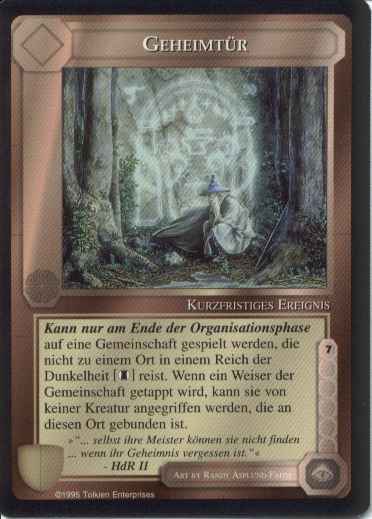 GEHEIMTÜR
KURZFRISTIGES EREIGNIS
Kann nur am Ende der Organisationsphase
auf eine Gemeinschaft gespielt werden, die
nicht zu einem Ort in einem Reich der
Dunkelheit [ ] reist. Wenn ein Weiser der
Gemeinschaft getappt wird, kann sie von
keiner Kreatur angegriffen werden, die an
diesen Ort gebunden ist.
»"... selbst ihre Meister können sie nicht finden
... wenn ihr Geheimnis vergessen ist."«
- HdR II
7
ART BY RANDY ASPLUND-FAITH
©1995 Tolkien Enterprises